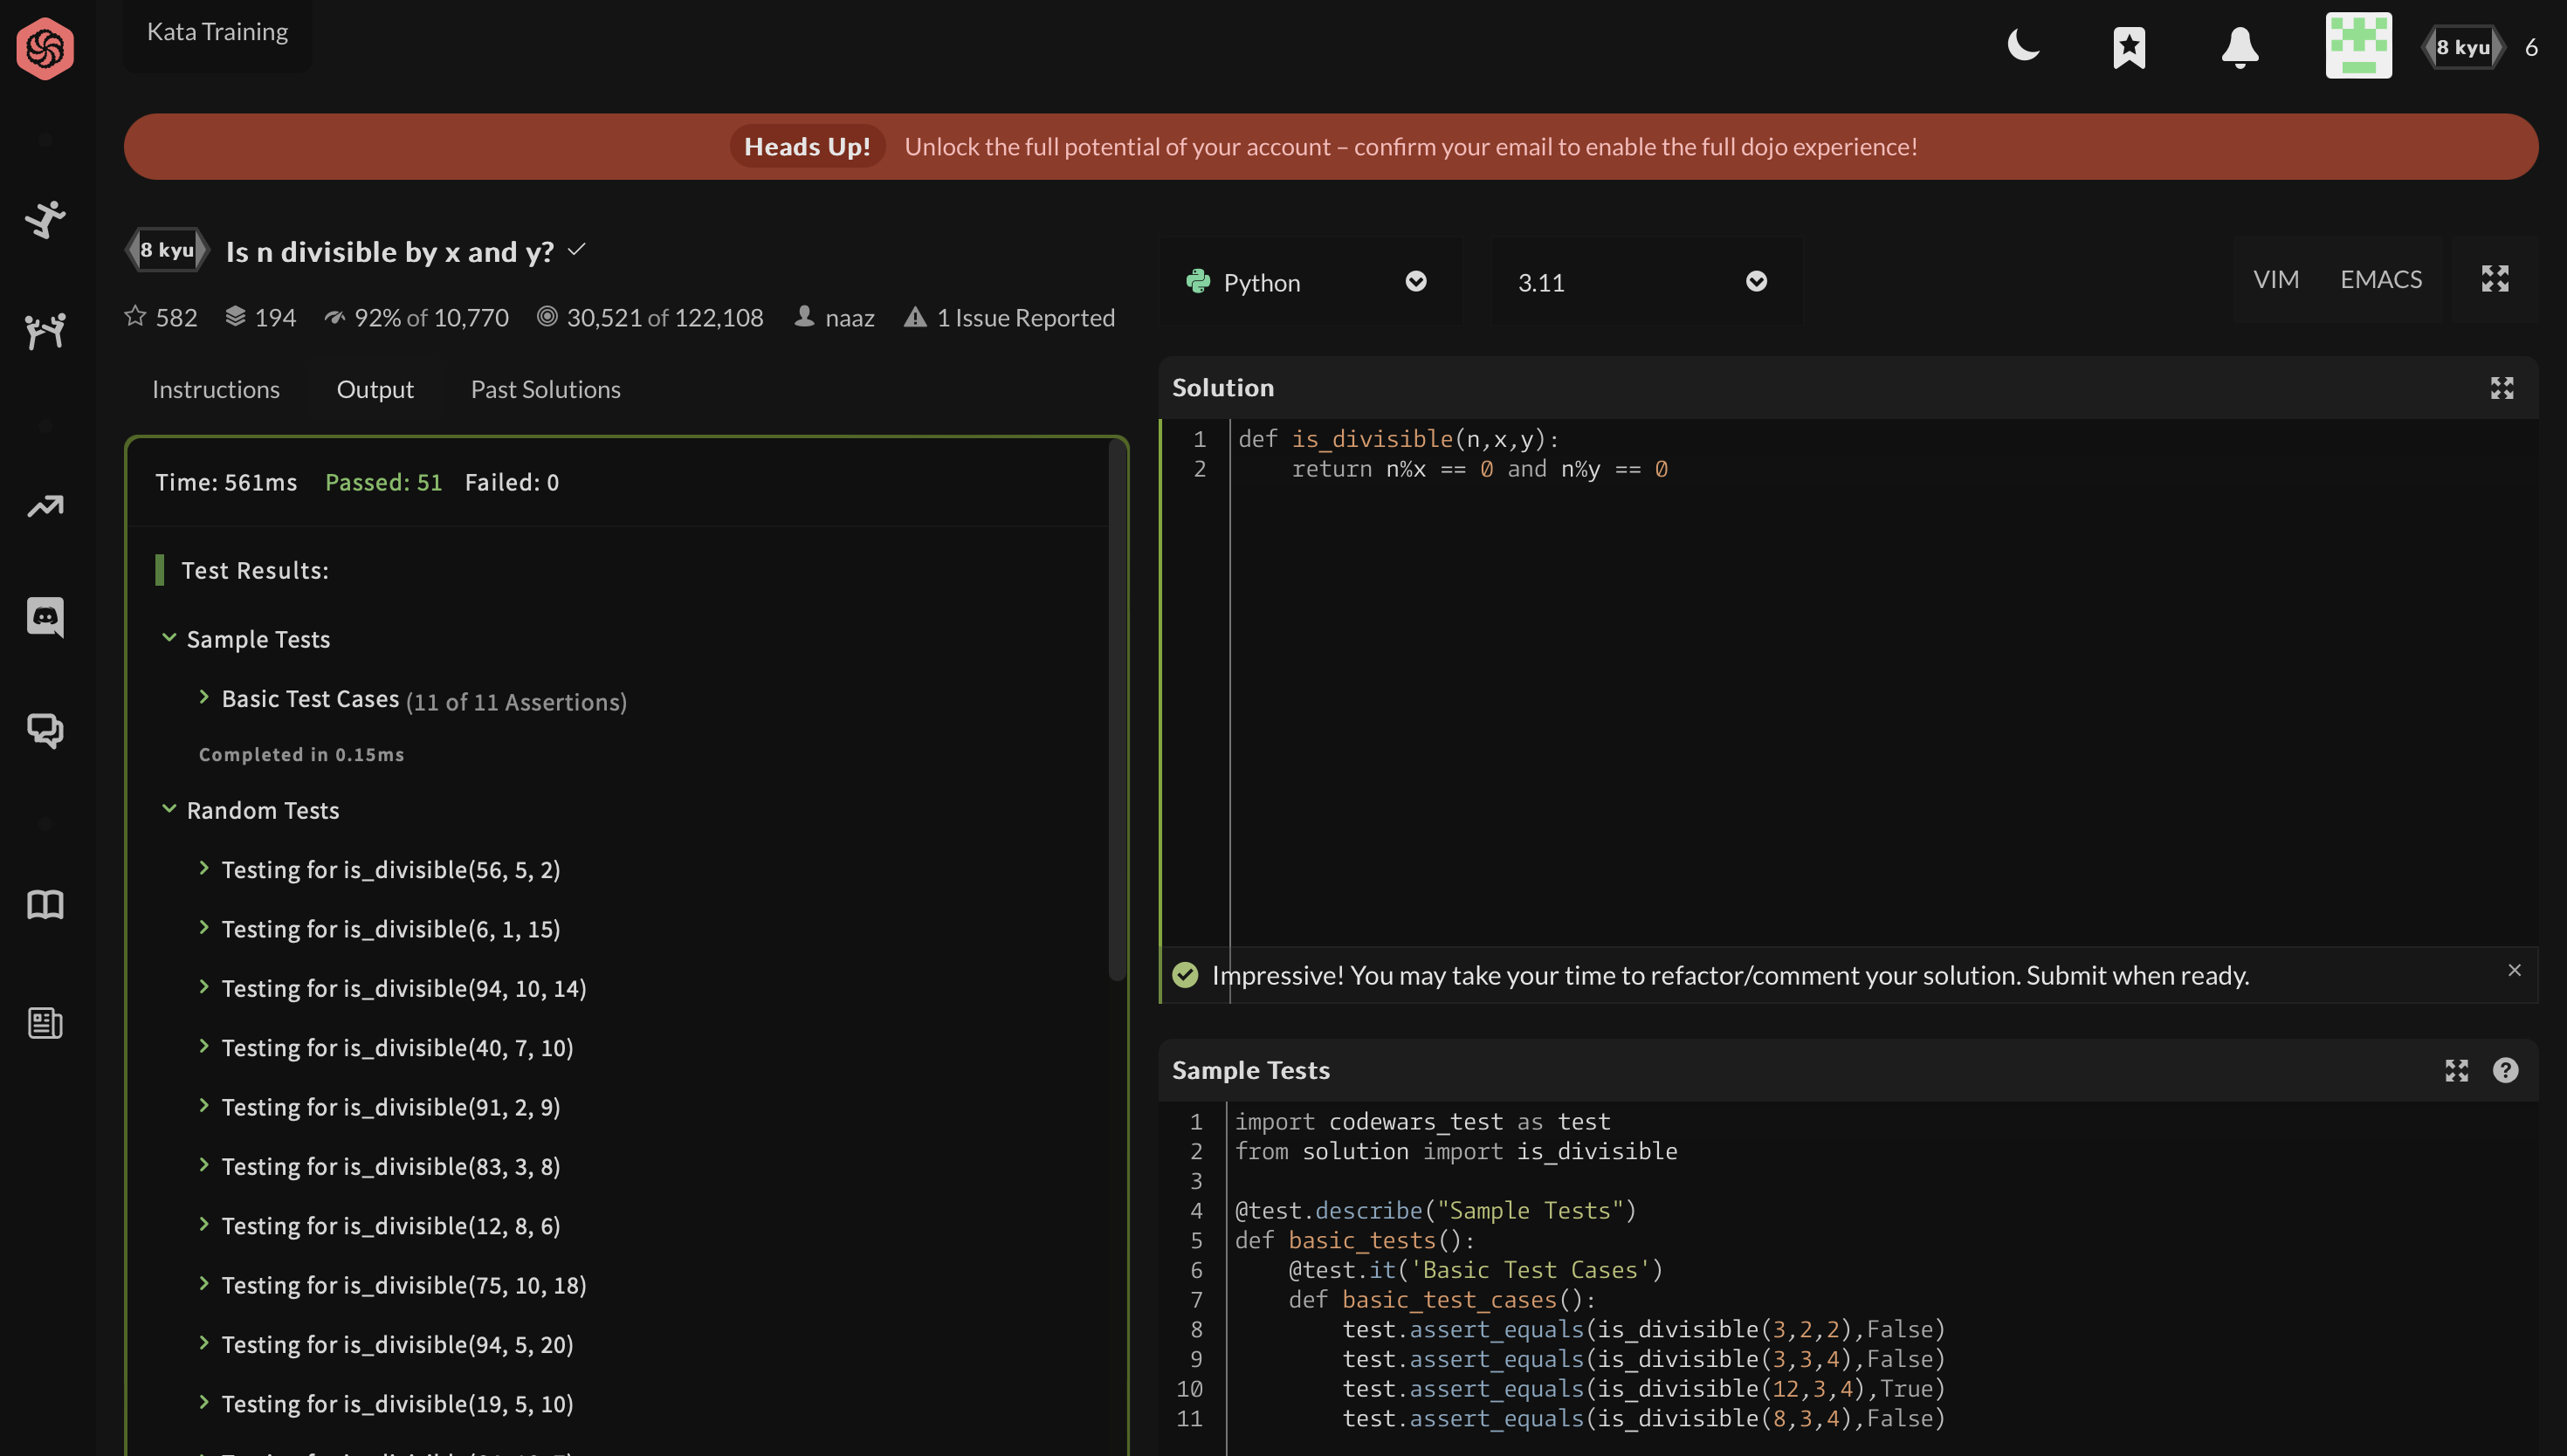 Kata Training
8 kyu 6
Heads Up! Unlock the full potential of your account – confirm your email to enable the full dojo experience!
8 kyu Is n divisible by x and y?
582 194 92% of 10,770 30,521 of 122,108 naaz 1 Issue Reported
Instructions Output Past Solutions
Time: 561ms Passed: 51 Failed: 0
Test Results:
Sample Tests
Basic Test Cases (11 of 11 Assertions)
Completed in 0.15ms
Random Tests
Testing for is_divisible(56, 5, 2)
Testing for is_divisible(6, 1, 15)
Testing for is_divisible(94, 10, 14)
Testing for is_divisible(40, 7, 10)
Testing for is_divisible(91, 2, 9)
Testing for is_divisible(83, 3, 8)
Testing for is_divisible(12, 8, 6)
Testing for is_divisible(75, 10, 18)
Testing for is_divisible(94, 5, 20)
Testing for is_divisible(19, 5, 10)
Python 3.11 VIM EMACS
Solution
1 def is_divisible(n,x,y):
2     return n%x == 0 and n%y == 0
Impressive! You may take your time to refactor/comment your solution. Submit when ready.
Sample Tests
1 import codewars_test as test
2 from solution import is_divisible
3
4 @test.describe("Sample Tests")
5 def basic_tests():
6     @test.it('Basic Test Cases')
7     def basic_test_cases():
8         test.assert_equals(is_divisible(3,2,2),False)
9         test.assert_equals(is_divisible(3,3,4),False)
10         test.assert_equals(is_divisible(12,3,4),True)
11         test.assert_equals(is_divisible(8,3,4),False)